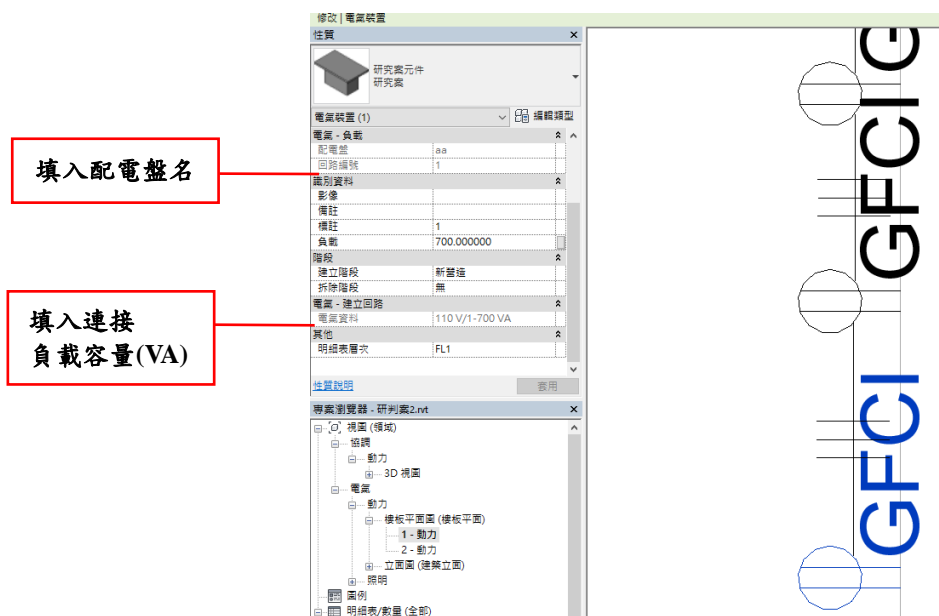 修改 | 電氣裝置
性質
研究案元件
研究案
電氣裝置 (1)
編輯類型
電氣 - 負載
配電盤 aa
回路編號 1
識別資料
影像
備註
標註 1
負載 700.000000
階段
建立階段 新營造
拆除階段 無
電氣 - 建立回路
電氣資料 110 V/1-700 VA
其他
明細表層次 FL1
性質說明
套用
專案瀏覽器 - 研判案2.rvt
視圖 (領域)
協調
動力
3D 視圖
電氣
動力
樓板平面圖 (樓板平面)
1 - 動力
2 - 動力
立面圖 (建築立面)
照明
圖例
明細表/數量 (全部)
填入配電盤名
填入連接
負載容量(VA)
G
GFCI
GFCI